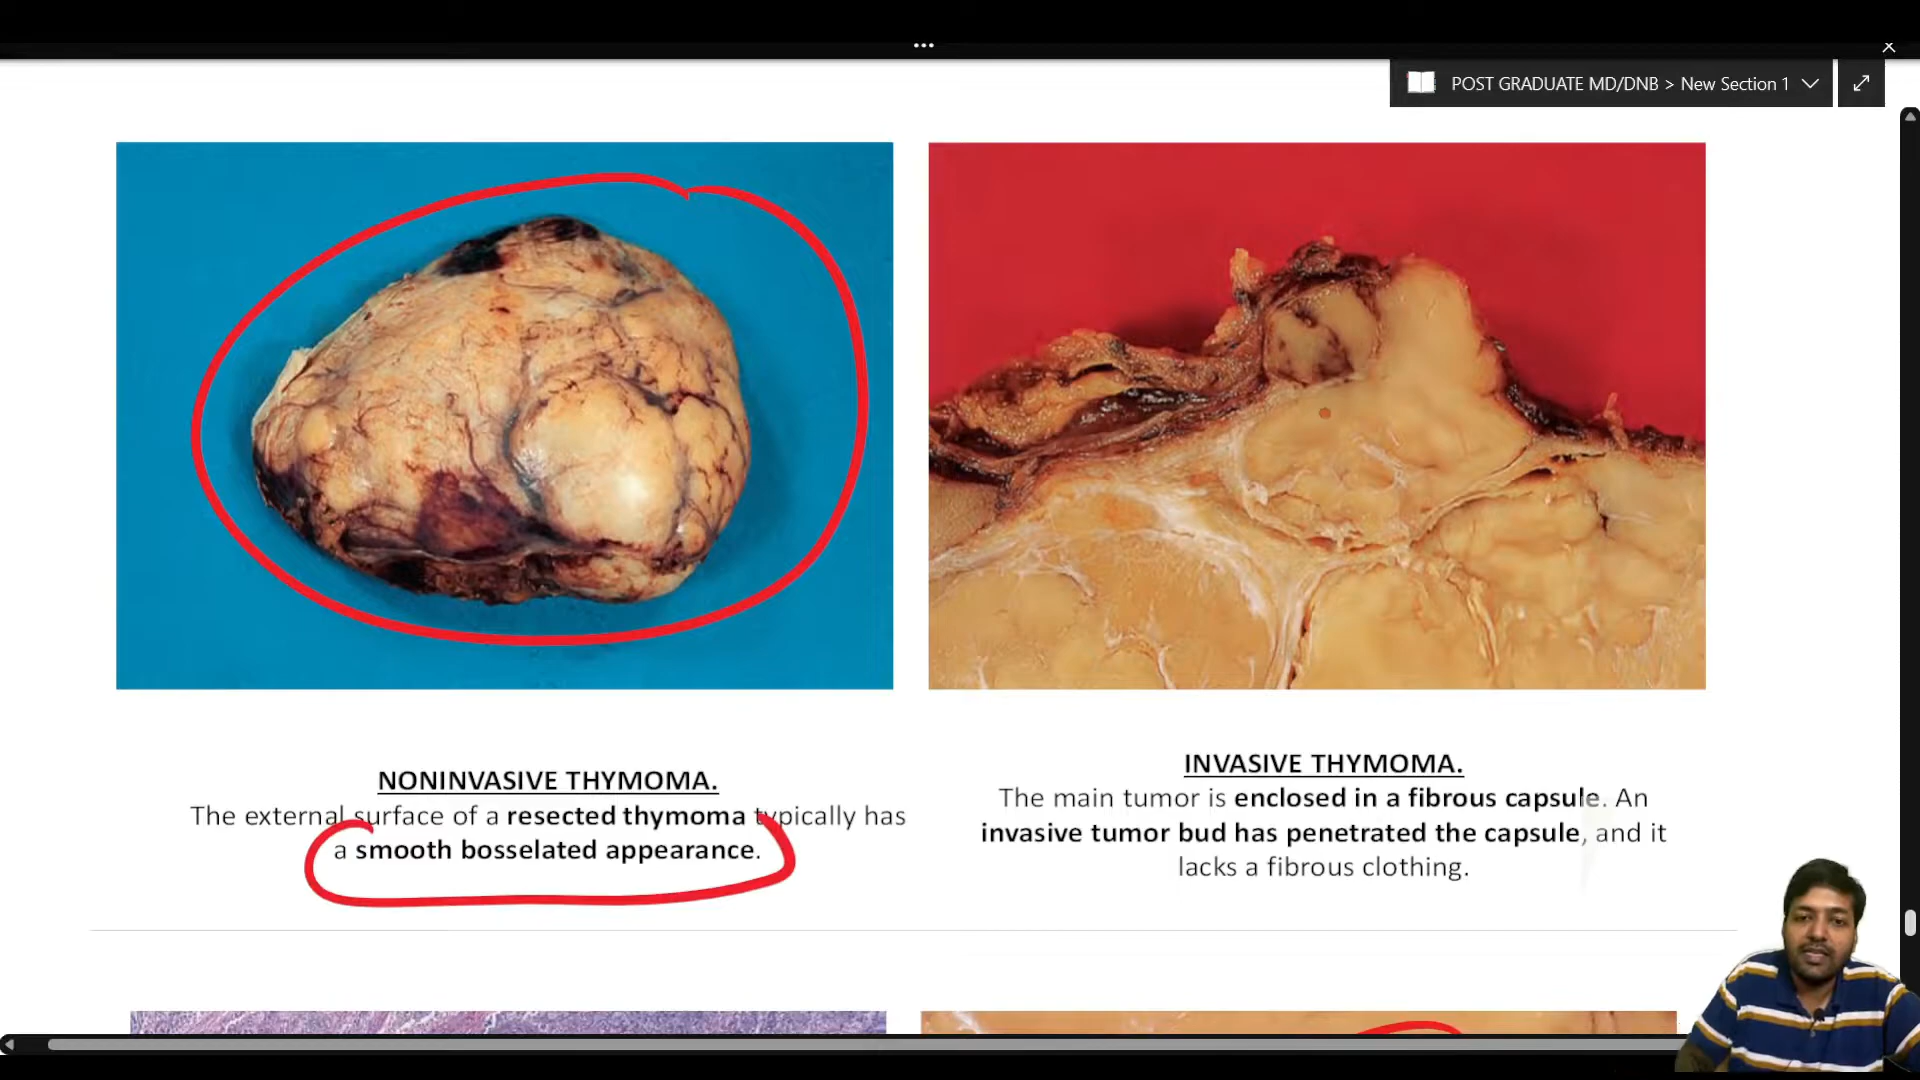 POST GRADUATE MD/DNB > New Section 1
NONINVASIVE THYMOMA.
The external surface of a resected thymoma typically has
a smooth bosselated appearance.
INVASIVE THYMOMA.
The main tumor is enclosed in a fibrous capsule. An
invasive tumor bud has penetrated the capsule, and it
lacks a fibrous clothing.